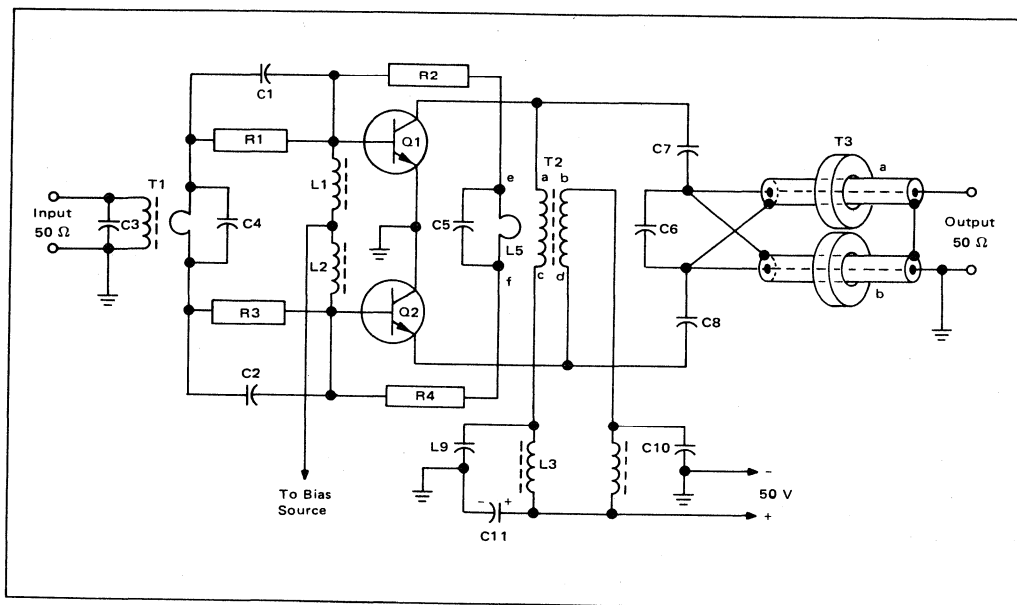 C1
R2
R1
Q1
C7
T3
a
T1
L1
e
T2
a b
Input
50 Ω
C3
C4
C5
L5
C6
Output
50 Ω
L2
f
c d
b
R3
Q2
C8
C2
R4
L9
L3
C10
-
50 V
+
- +
C11
To Bias
Source